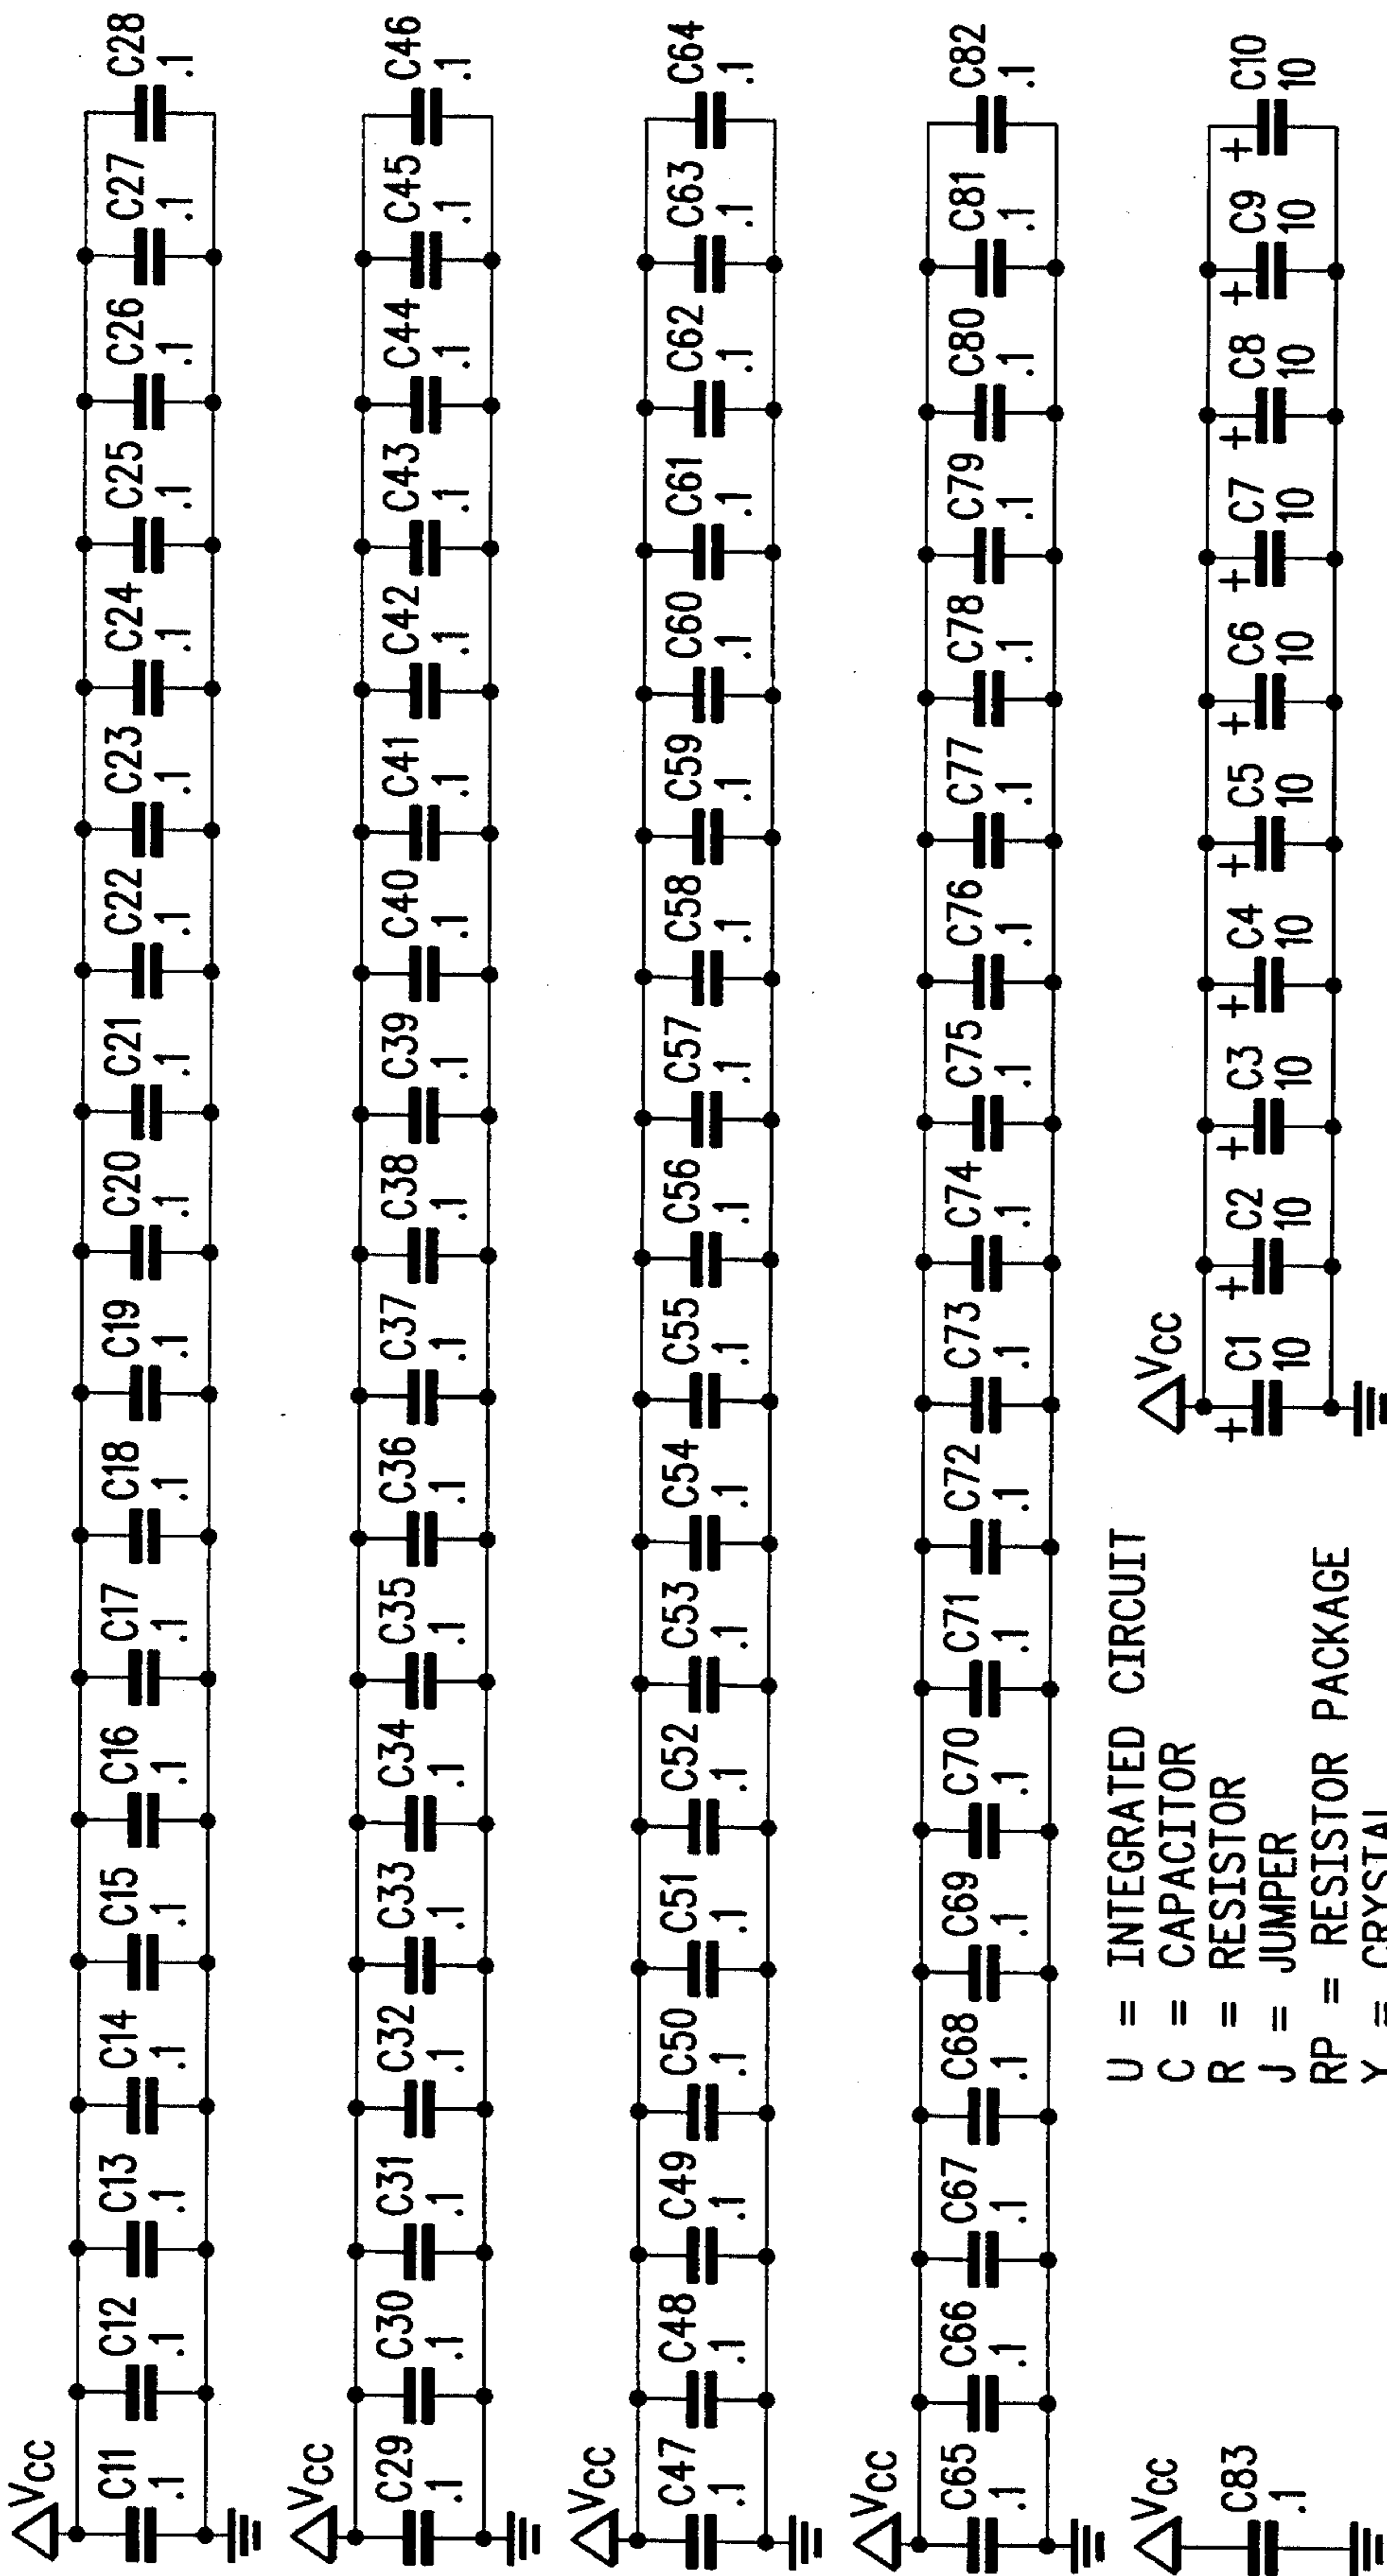 VCC
C11 C12 C13 C14 C15 C16 C17 C18 C19 C20 C21 C22 C23 C24 C25 C26 C27 C28
.1 .1 .1 .1 .1 .1 .1 .1 .1 .1 .1 .1 .1 .1 .1 .1 .1 .1
VCC
C29 C30 C31 C32 C33 C34 C35 C36 C37 C38 C39 C40 C41 C42 C43 C44 C45 C46
.1 .1 .1 .1 .1 .1 .1 .1 .1 .1 .1 .1 .1 .1 .1 .1 .1 .1
VCC
C47 C48 C49 C50 C51 C52 C53 C54 C55 C56 C57 C58 C59 C60 C61 C62 C63 C64
.1 .1 .1 .1 .1 .1 .1 .1 .1 .1 .1 .1 .1 .1 .1 .1 .1 .1
VCC
C65 C66 C67 C68 C69 C70 C71 C72 C73 C74 C75 C76 C77 C78 C79 C80 C81 C82
.1 .1 .1 .1 .1 .1 .1 .1 .1 .1 .1 .1 .1 .1 .1 .1 .1 .1
VCC
C83
.1
U = INTEGRATED CIRCUIT
C = CAPACITOR
R = RESISTOR
J = JUMPER
RP = RESISTOR PACKAGE
Y = CRYSTAL
VCC
+ + + + + + + + + +
C1 C2 C3 C4 C5 C6 C7 C8 C9 C10
10 10 10 10 10 10 10 10 10 10